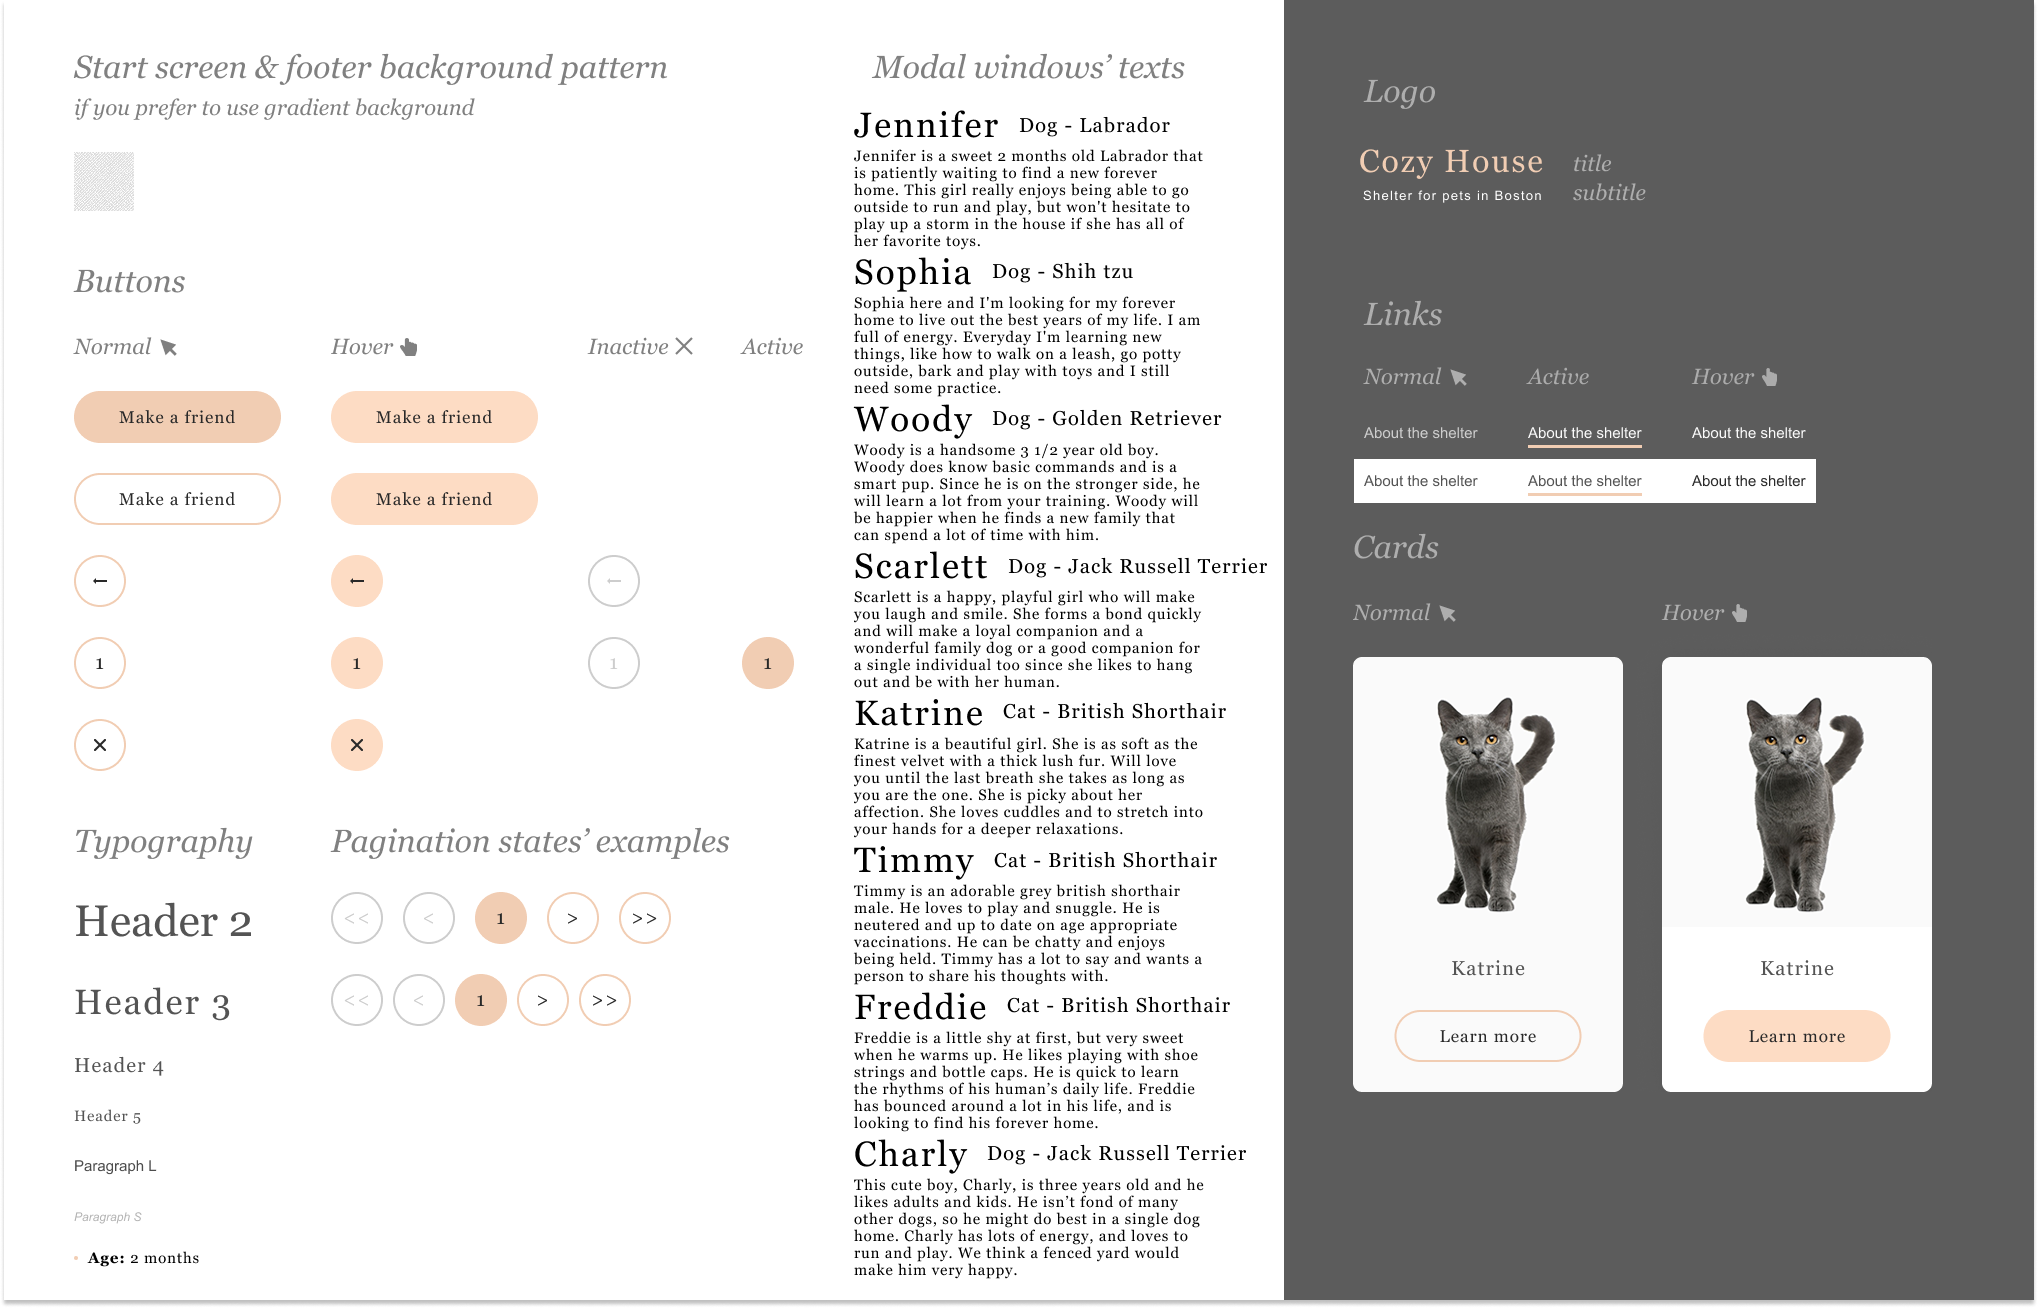 Start screen & footer background pattern
if you prefer to use gradient background
Buttons
Normal Hover Inactive Active
Make a friend Make a friend
Make a friend Make a friend
1 1 1 1
Typography
Header 2
Header 3
Header 4
Header 5
Paragraph L
Paragraph S
Age: 2 months
Pagination states’ examples
<< < 1 > >>
<< < 1 > >>
Modal windows’ texts
Jennifer Dog - Labrador
Jennifer is a sweet 2 months old Labrador that
is patiently waiting to find a new forever
home. This girl really enjoys being able to go
outside to run and play, but won't hesitate to
play up a storm in the house if she has all of
her favorite toys.
Sophia Dog - Shih tzu
Sophia here and I'm looking for my forever
home to live out the best years of my life. I am
full of energy. Everyday I'm learning new
things, like how to walk on a leash, go potty
outside, bark and play with toys and I still
need some practice.
Woody Dog - Golden Retriever
Woody is a handsome 3 1/2 year old boy.
Woody does know basic commands and is a
smart pup. Since he is on the stronger side, he
will learn a lot from your training. Woody will
be happier when he finds a new family that
can spend a lot of time with him.
Scarlett Dog - Jack Russell Terrier
Scarlett is a happy, playful girl who will make
you laugh and smile. She forms a bond quickly
and will make a loyal companion and a
wonderful family dog or a good companion for
a single individual too since she likes to hang
out and be with her human.
Katrine Cat - British Shorthair
Katrine is a beautiful girl. She is as soft as the
finest velvet with a thick lush fur. Will love
you until the last breath she takes as long as
you are the one. She is picky about her
affection. She loves cuddles and to stretch into
your hands for a deeper relaxations.
Timmy Cat - British Shorthair
Timmy is an adorable grey british shorthair
male. He loves to play and snuggle. He is
neutered and up to date on age appropriate
vaccinations. He can be chatty and enjoys
being held. Timmy has a lot to say and wants a
person to share his thoughts with.
Freddie Cat - British Shorthair
Freddie is a little shy at first, but very sweet
when he warms up. He likes playing with shoe
strings and bottle caps. He is quick to learn
the rhythms of his human’s daily life. Freddie
has bounced around a lot in his life, and is
looking to find his forever home.
Charly Dog - Jack Russell Terrier
This cute boy, Charly, is three years old and he
likes adults and kids. He isn’t fond of many
other dogs, so he might do best in a single dog
home. Charly has lots of energy, and loves to
run and play. We think a fenced yard would
make him very happy.
Logo
Cozy House title
Shelter for pets in Boston subtitle
Links
Normal Active Hover
About the shelter About the shelter About the shelter
About the shelter About the shelter About the shelter
Cards
Normal Hover
Katrine Katrine
Learn more Learn more